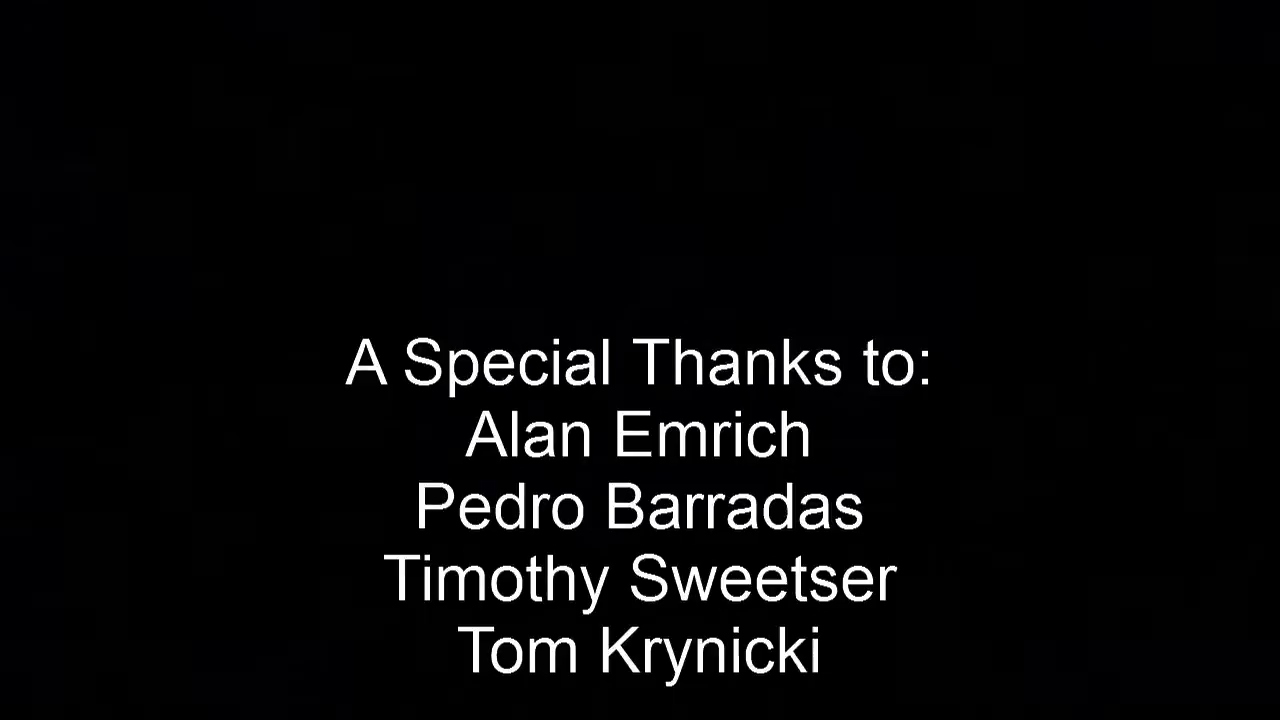 A Special Thanks to:
Alan Emrich
Pedro Barradas
Timothy Sweetser
Tom Krynicki